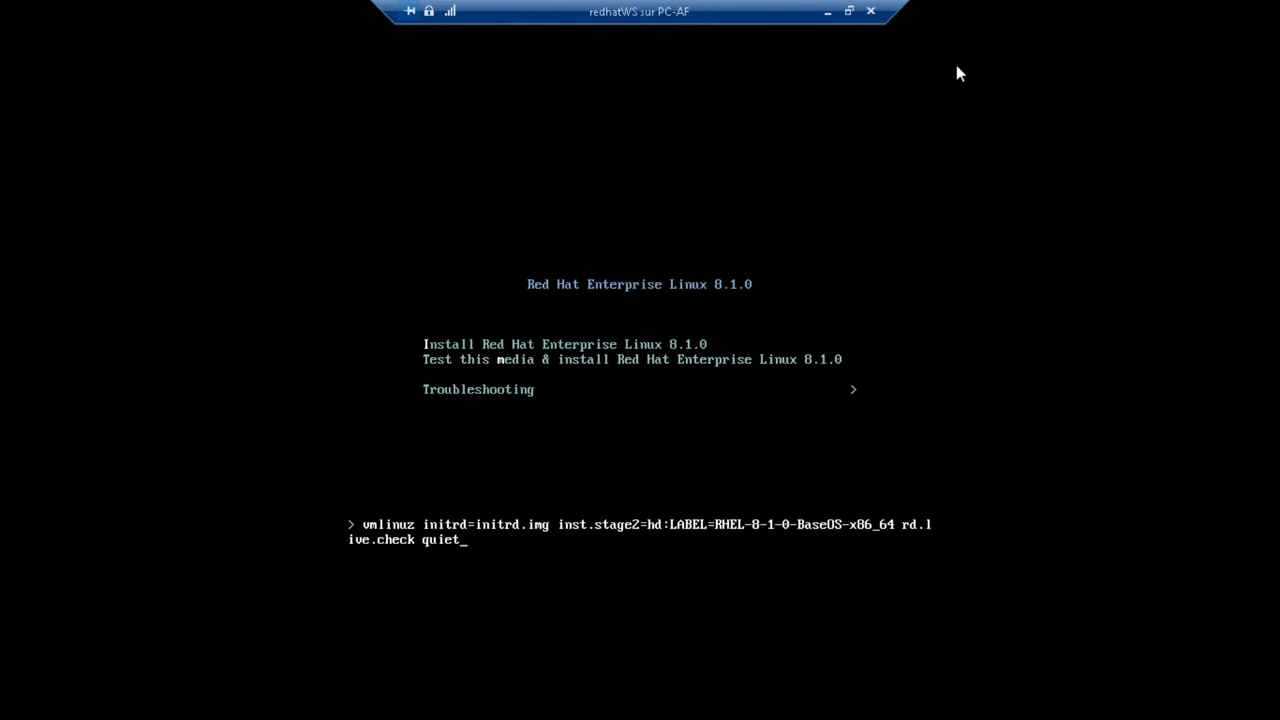 redhatWS sur PC-AF
Red Hat Enterprise Linux 8.1.0
Install Red Hat Enterprise Linux 8.1.0
Test this media & install Red Hat Enterprise Linux 8.1.0
Troubleshooting >
> vmlinuz initrd=initrd.img inst.stage2=hd:LABEL=RHEL-8-1-0-BaseOS-x86_64 rd.l
ive.check quiet_